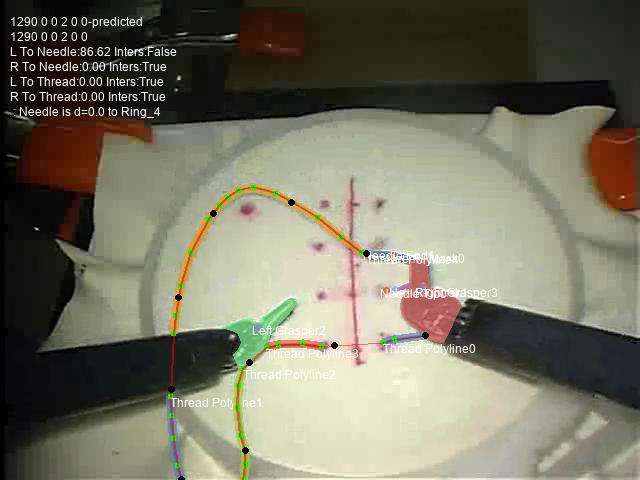 1290 0 0 2 0 0-predicted
1290 0 0 2 0 0
L To Needle:86.62 Inters:False
R To Needle:0.00 Inters:True
L To Thread:0.00 Inters:True
R To Thread:0.00 Inters:True
: Needle is d=0.0 to Ring_4
Left Grasper2
Thread Polyline3
Thread Polyline0
Thread Polyline2
Thread Polyline1